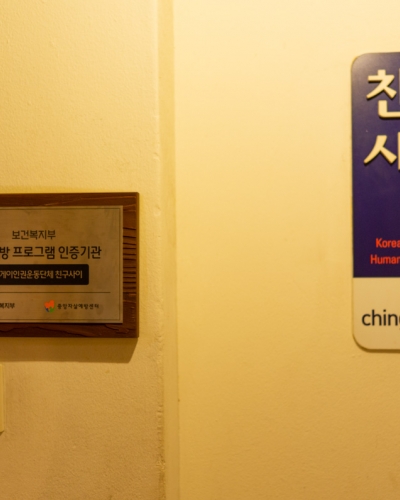 보건복지부
방 프로그램 인증기관
게이인권운동단체 친구사이
복지부
중앙자살예방센터
친
사
Korea
Human
ching